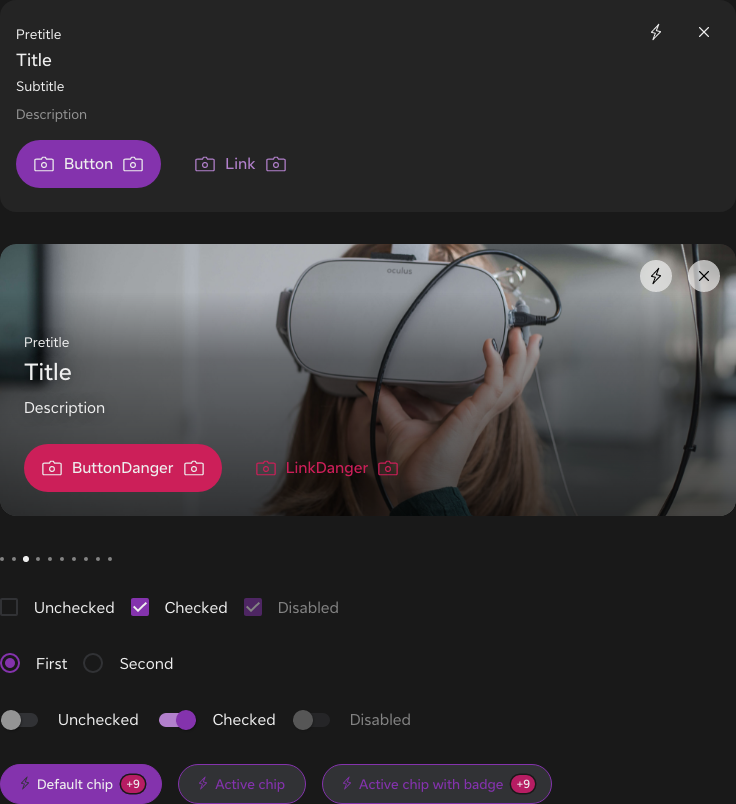 Pretitle
Title
Subtitle
Description
Button Link
oculus
Pretitle
Title
Description
ButtonDanger LinkDanger
Unchecked Checked Disabled
First Second
Unchecked Checked Disabled
Default chip +9 Active chip Active chip with badge +9